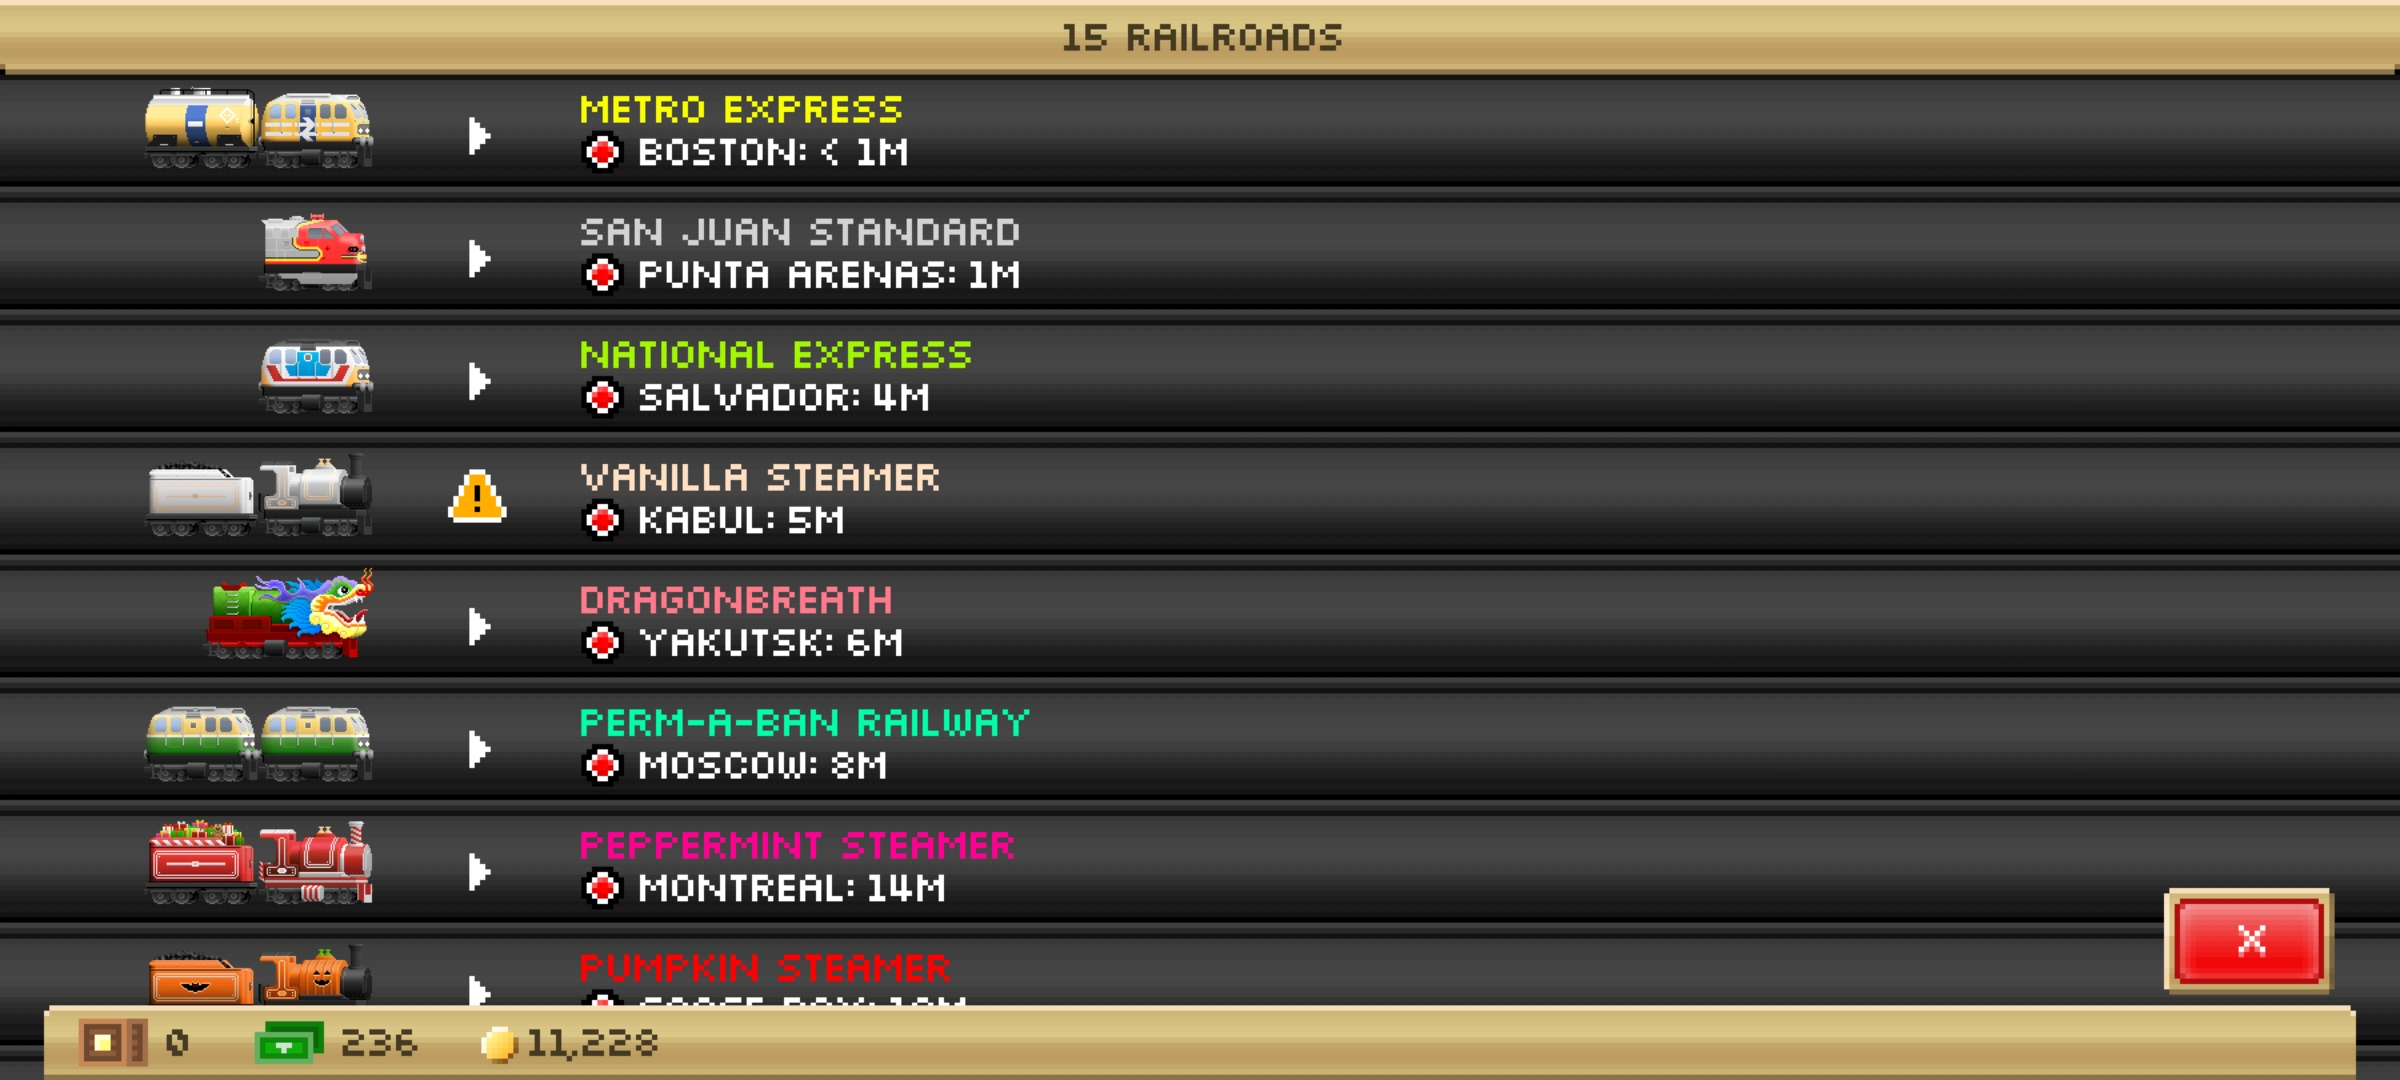 15 RAILROADS
METRO EXPRESS
BOSTON: < 1M
SAN JUAN STANDARD
PUNTA ARENAS: 1M
NATIONAL EXPRESS
SALVADOR: 4M
VANILLA STEAMER
KABUL: 5M
DRAGONBREATH
YAKUTSK: 6M
PERM-A-BAN RAILWAY
MOSCOW: 8M
PEPPERMINT STEAMER
MONTREAL: 14M
PUMPKIN STEAMER
X
0 236 11,228